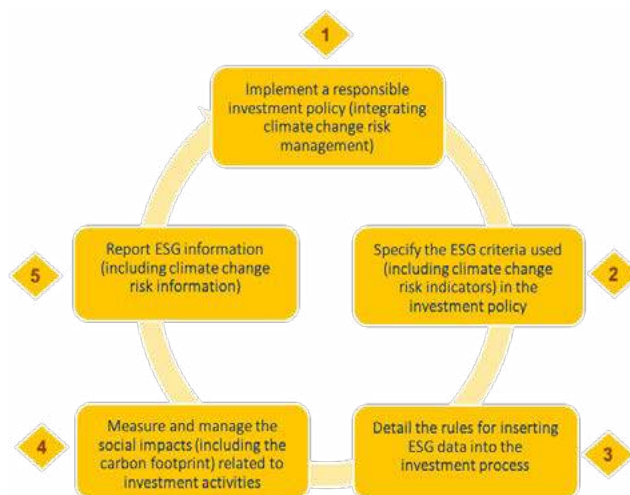 1
Implement a responsible
investment policy (integrating
climate change risk
management)
Specify the ESG criteria used
(including climate change
risk indicators) in the
investment policy
2
Detail the rules for inserting
ESG data into the
investment process
3
Measure and manage the
social impacts (including the
carbon footprint) related to
investment activities
4
Report ESG information
(including climate change
risk information)
5